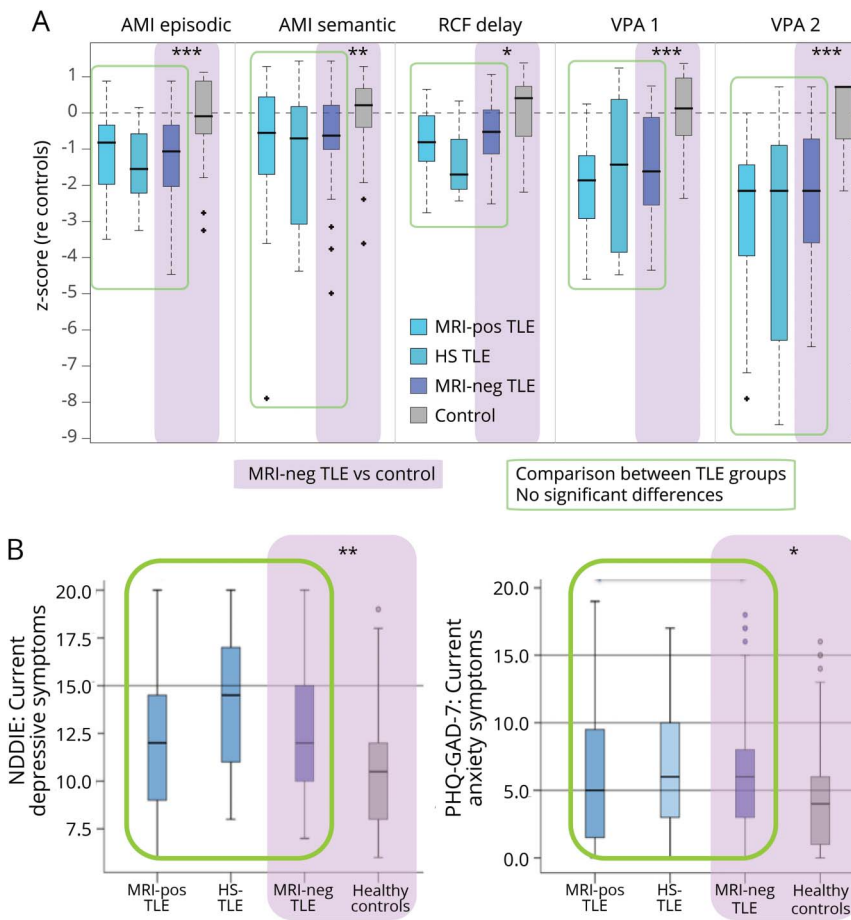 A
AMI episodic AMI semantic RCF delay VPA 1 VPA 2
*** ** * *** ***
z-score (re controls)
1
0
-1
-2
-3
-4
-5
-6
-7
-8
-9
MRI-pos TLE
HS TLE
MRI-neg TLE
Control
MRI-neg TLE vs control
Comparison between TLE groups
No significant differences
B
**
NDDIE: Current
depressive symptoms
20.0
17.5
15.0
12.5
10.0
7.5
MRI-pos HS- MRI-neg Healthy
TLE TLE TLE controls
*
PHQ-GAD-7: Current
anxiety symptoms
20.0
15.0
10.0
5.0
0.0
MRI-pos HS- MRI-neg Healthy
TLE TLE TLE controls